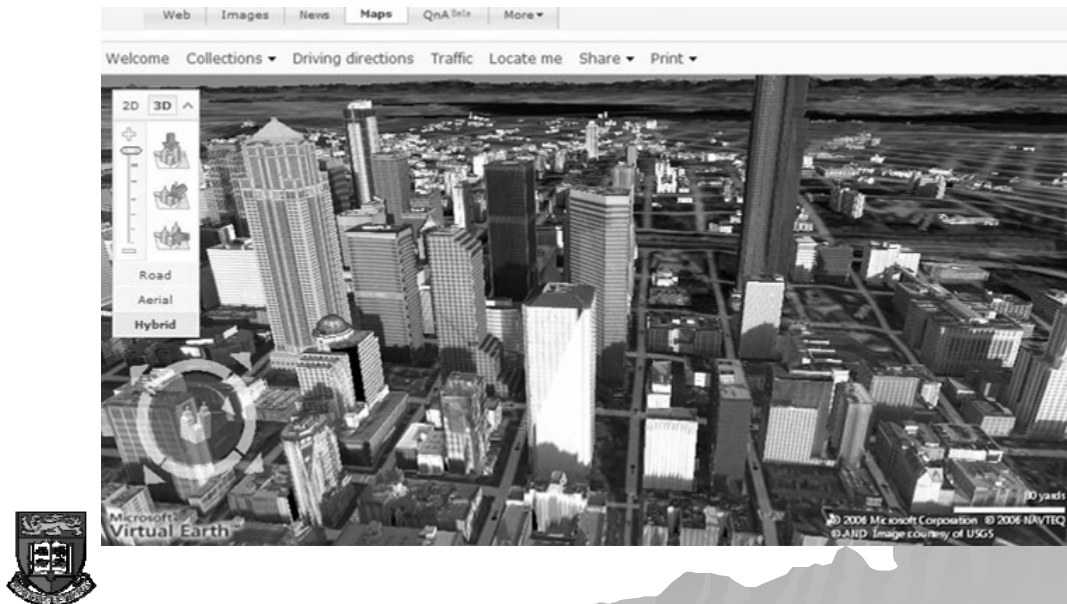 Web Images News Maps QnA Beta More
Welcome Collections Driving directions Traffic Locate me Share Print
2D 3D
Road
Aerial
Hybrid
80 yards
Microsoft
Virtual Earth
© 2006 Microsoft Corporation © 2006 NAVTEQ
© AND Image courtesy of USGS